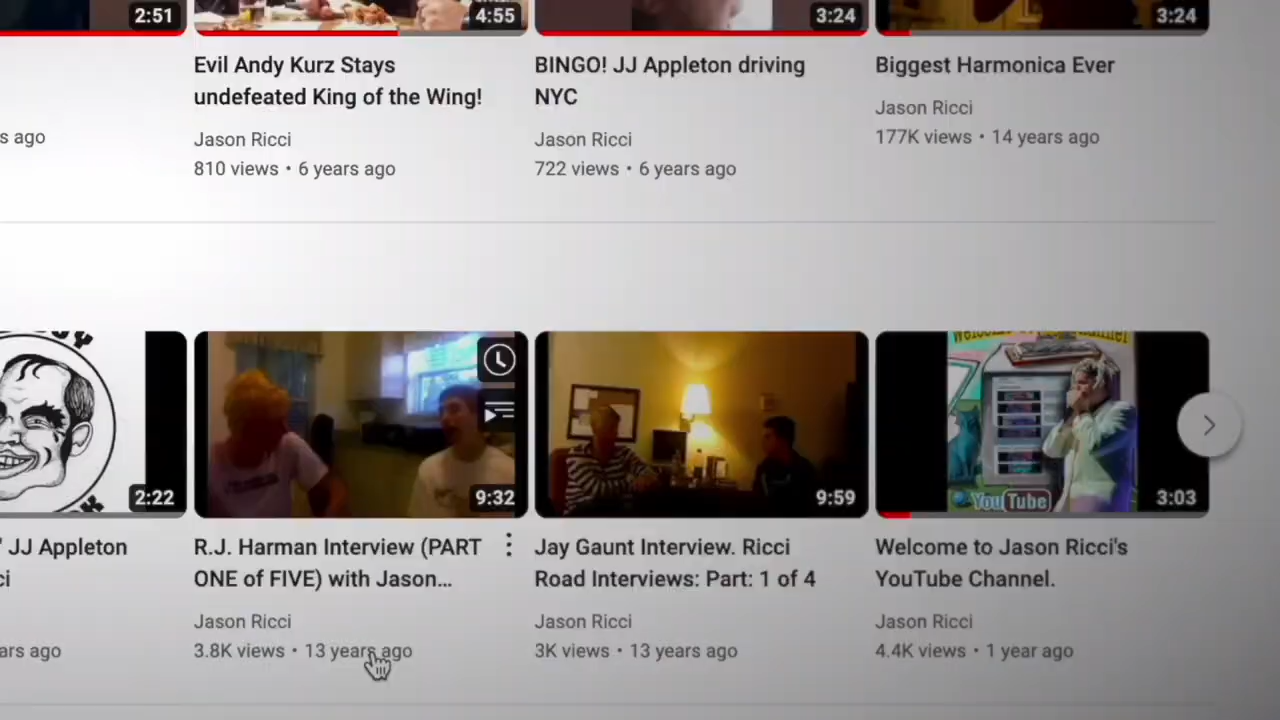 2:51
4:55
3:24
3:24
Evil Andy Kurz Stays
undefeated King of the Wing!
BINGO! JJ Appleton driving
NYC
Biggest Harmonica Ever
s ago
Jason Ricci
810 views • 6 years ago
Jason Ricci
722 views • 6 years ago
Jason Ricci
177K views • 14 years ago
2:22
9:32
9:59
Welcome
YouTube
3:03
' JJ Appleton
ci
R.J. Harman Interview (PART
ONE of FIVE) with Jason...
Jay Gaunt Interview. Ricci
Road Interviews: Part: 1 of 4
Welcome to Jason Ricci's
YouTube Channel.
ars ago
Jason Ricci
3.8K views • 13 years ago
Jason Ricci
3K views • 13 years ago
Jason Ricci
4.4K views • 1 year ago